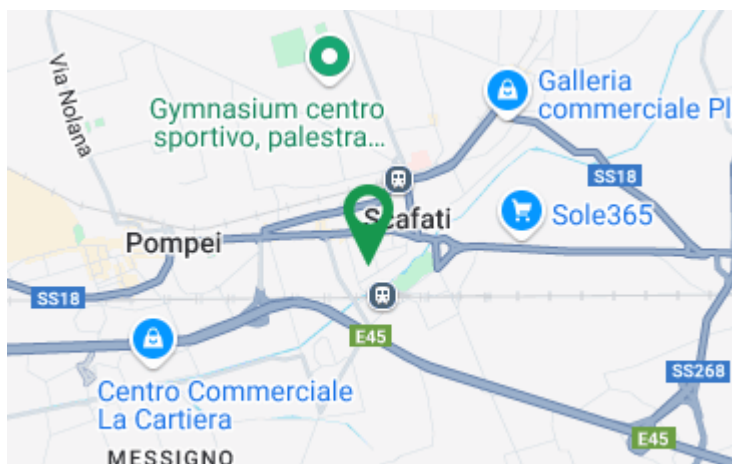 Via Nolana
Gymnasium centro
sportivo, palestra...
Galleria
commerciale Pl
SS18
Scafati
Sole365
Pompei
SS18
E45
SS268
Centro Commerciale
La Cartiera
E45
MESSIGNO